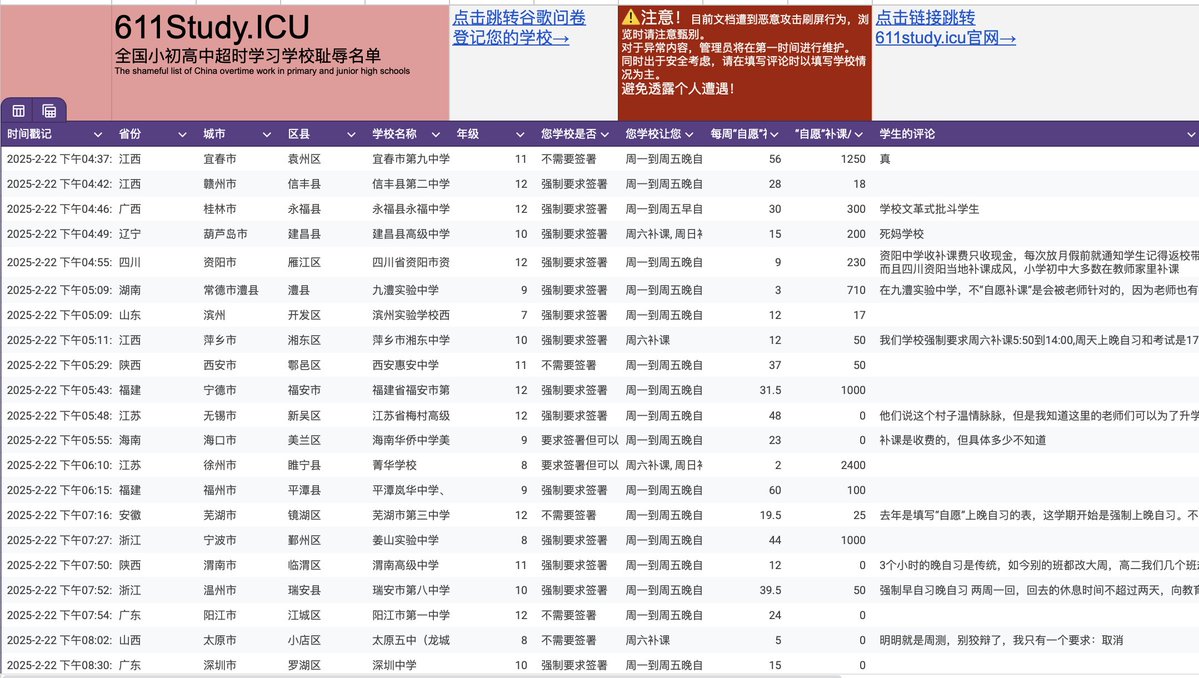 611Study.ICU
全国小初高中超时学习学校耻辱名单
The shameful list of China overtime work in primary and junior high schools
点击跳转谷歌问卷
登记您的学校→
⚠️注意！目前文档遭到恶意攻击刷屏行为，浏
览时请注意甄别。
对于异常内容，管理员将在第一时间进行维护。
同时出于安全考虑，请在填写评论时以填写学校情
况为主。
避免透露个人遭遇！
点击链接跳转
611study.icu官网→
时间戳记 省份 城市 区县 学校名称 年级 您学校是否 您学校让您 每周“自愿”补 “自愿”补课/ 学生的评论
2025-2-22 下午04:37: 江西 宜春市 袁州区 宜春市第九中学 11 不需要签署 周一到周五晚自 56 1250 真
2025-2-22 下午04:42: 江西 赣州市 信丰县 信丰县第二中学 12 强制要求签署 周一到周五晚自 28 18
2025-2-22 下午04:46: 广西 桂林市 永福县 永福县永福中学 12 强制要求签署 周一到周五早自 30 300 学校文革式批斗学生
2025-2-22 下午04:49: 辽宁 葫芦岛市 建昌县 建昌县高级中学 10 强制要求签署 周六补课, 周日补 15 200 死妈学校
2025-2-22 下午04:55: 四川 资阳市 雁江区 四川省资阳市资 12 强制要求签署 周一到周五晚自 9 230 资阳中学收补课费只收现金，每次放月假前就通知学生记得返校带
而且四川资阳当地补课成风，小学初中大多数在教师家里补课
2025-2-22 下午05:09: 湖南 常德市澧县 澧县 九澧实验中学 9 强制要求签署 周一到周五晚自 3 710 在九澧实验中学，不“自愿补课”是会被老师针对的，因为老师也有
2025-2-22 下午05:09: 山东 滨州 开发区 滨州实验学校西 7 强制要求签署 周一到周五晚自 12 17
2025-2-22 下午05:11: 江西 萍乡市 湘东区 萍乡市湘东中学 10 强制要求签署 周六补课 12 50 我们学校强制要求周六补课5:50到14:00,周天上晚自习和考试是17
2025-2-22 下午05:29: 陕西 西安市 鄠邑区 西安惠安中学 11 不需要签署 周一到周五晚自 37 50
2025-2-22 下午05:43: 福建 宁德市 福安市 福建省福安市第 12 强制要求签署 周一到周五晚自 31.5 1000
2025-2-22 下午05:48: 江苏 无锡市 新吴区 江苏省梅村高级 12 强制要求签署 周一到周五晚自 48 0 他们说这个村子温情脉脉，但是我知道这里的老师们可以为了升学
2025-2-22 下午05:55: 海南 海口市 美兰区 海南华侨中学美 9 要求签署但可以 周一到周五晚自 23 0 补课是收费的，但具体多少不知道
2025-2-22 下午06:10: 江苏 徐州市 睢宁县 菁华学校 8 要求签署但可以 周六补课, 周日补 2 2400
2025-2-22 下午06:15: 福建 福州市 平潭县 平潭岚华中学、 9 强制要求签署 周一到周五晚自 60 100
2025-2-22 下午07:16: 安徽 芜湖市 镜湖区 芜湖市第三中学 12 不需要签署 周一到周五晚自 19.5 25 去年是填写“自愿”上晚自习的表，这学期开始是强制上晚自习。不
2025-2-22 下午07:27: 浙江 宁波市 鄞州区 姜山实验中学 8 强制要求签署 周一到周五晚自 44 1000
2025-2-22 下午07:50: 陕西 渭南市 临渭区 渭南高级中学 11 强制要求签署 周一到周五晚自 12 0 3个小时的晚自习是传统，如今别的班都改大周，高二我们几个班
2025-2-22 下午07:52: 浙江 温州市 瑞安县 瑞安市第八中学 10 强制要求签署 周一到周五晚自 39.5 50 强制早自习晚自习 两周一回，回去的休息时间不超过两天，向教育
2025-2-22 下午07:54: 广东 阳江市 江城区 阳江市第一中学 12 不需要签署 周一到周五晚自 24 0
2025-2-22 下午08:02: 山西 太原市 小店区 太原五中（龙城 8 不需要签署 周六补课 5 0 明明就是周测，别狡辩了，我只有一个要求：取消
2025-2-22 下午08:30: 广东 深圳市 罗湖区 深圳中学 10 强制要求签署 周一到周五晚自 15 0